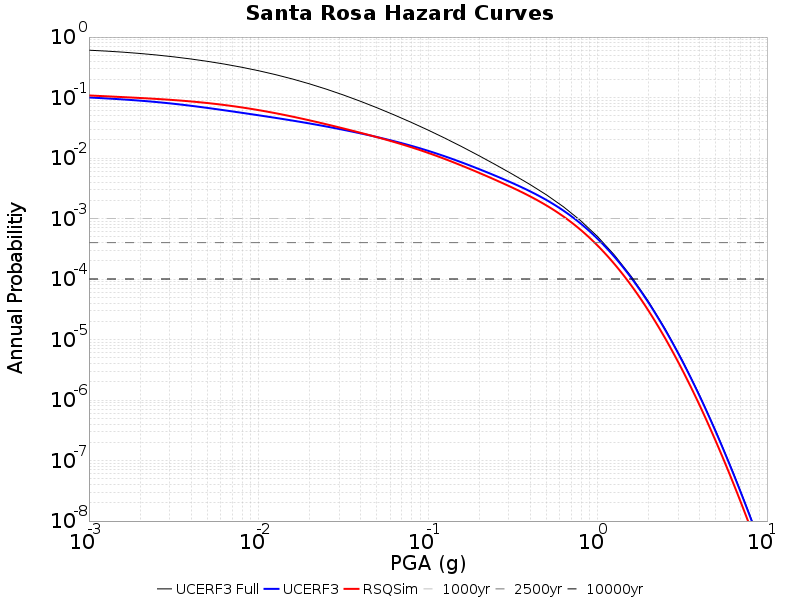 Santa Rosa Hazard Curves
10^0
10^-1
10^-2
10^-3
10^-4
10^-5
10^-6
10^-7
10^-8
Annual Probabilitiy
10^-3 10^-2 10^-1 10^0 10^1
PGA (g)
UCERF3 Full UCERF3 RSQSim 1000yr 2500yr 10000yr